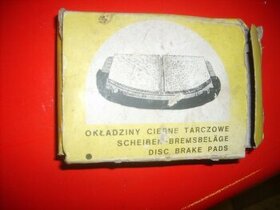 OKŁADZINY CIERNE TARCZOWE
SCHEIBEN-BREMSBELÄGE
DISC BRAKE PADS